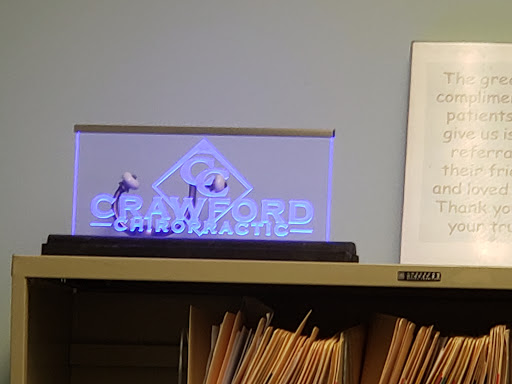 CC
CRAWFORD
CHIROPRACTIC
The grea
complimen
patients
give us is
referra
their frie
and loved
Thank yo
your tru